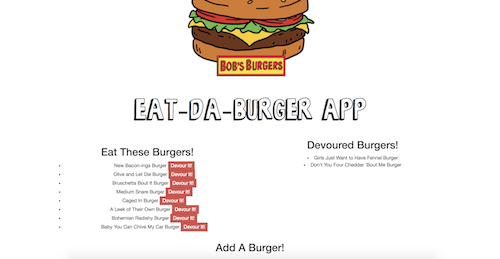 BOB'S BURGERS
EAT-DA-BURGER APP
Eat These Burgers!
New Bacon-ings Burger Devour It!
Olive and Let Die Burger Devour It!
Bruschetta Bout It Burger Devour It!
Medium Snare Burger Devour It!
Caged In Burger Devour It!
A Leek of Their Own Burger Devour It!
Bohemian Radishy Burger Devour It!
Baby You Can Chive My Car Burger Devour It!
Devoured Burgers!
Girls Just Want to Have Fennel Burger
Don't You Four Cheddar 'Bout Me Burger
Add A Burger!